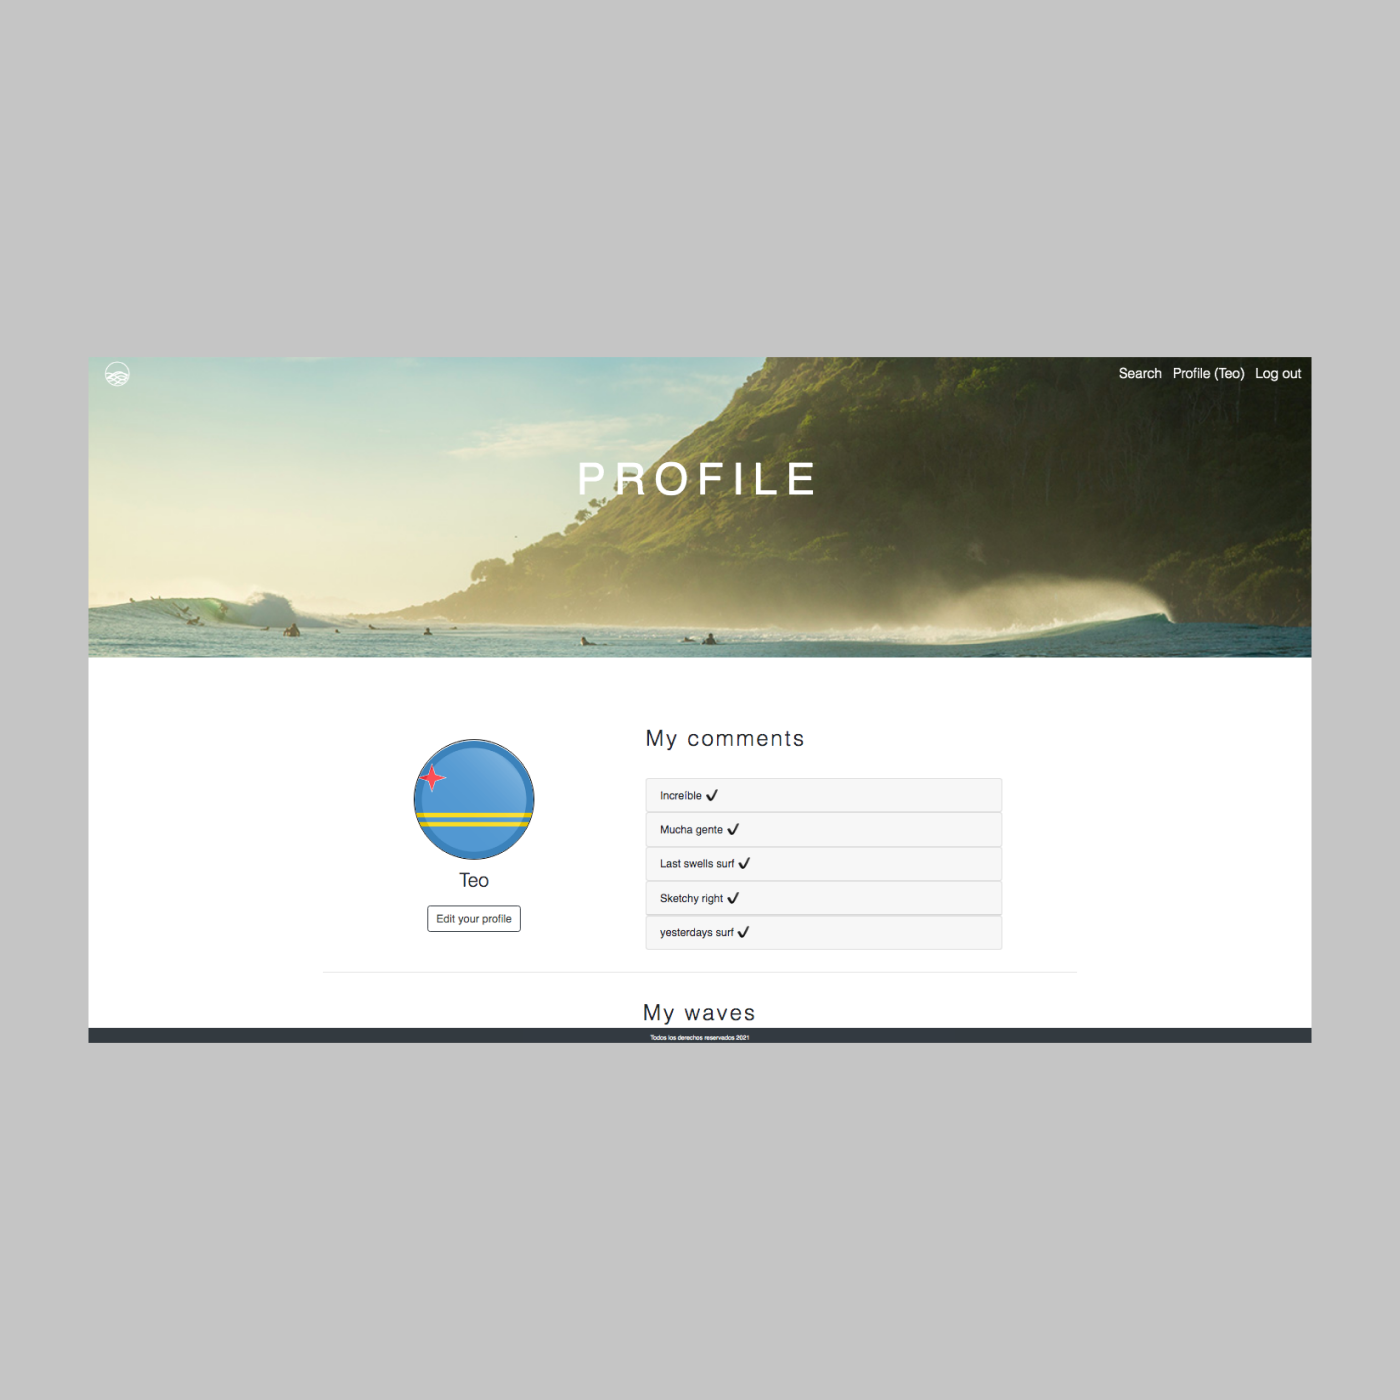 Search Profile (Teo) Log out
PROFILE
Teo
Edit your profile
My comments
Increíble ✔
Mucha gente ✔
Last swells surf ✔
Sketchy right ✔
yesterdays surf ✔
My waves
Todos los derechos reservados 2021